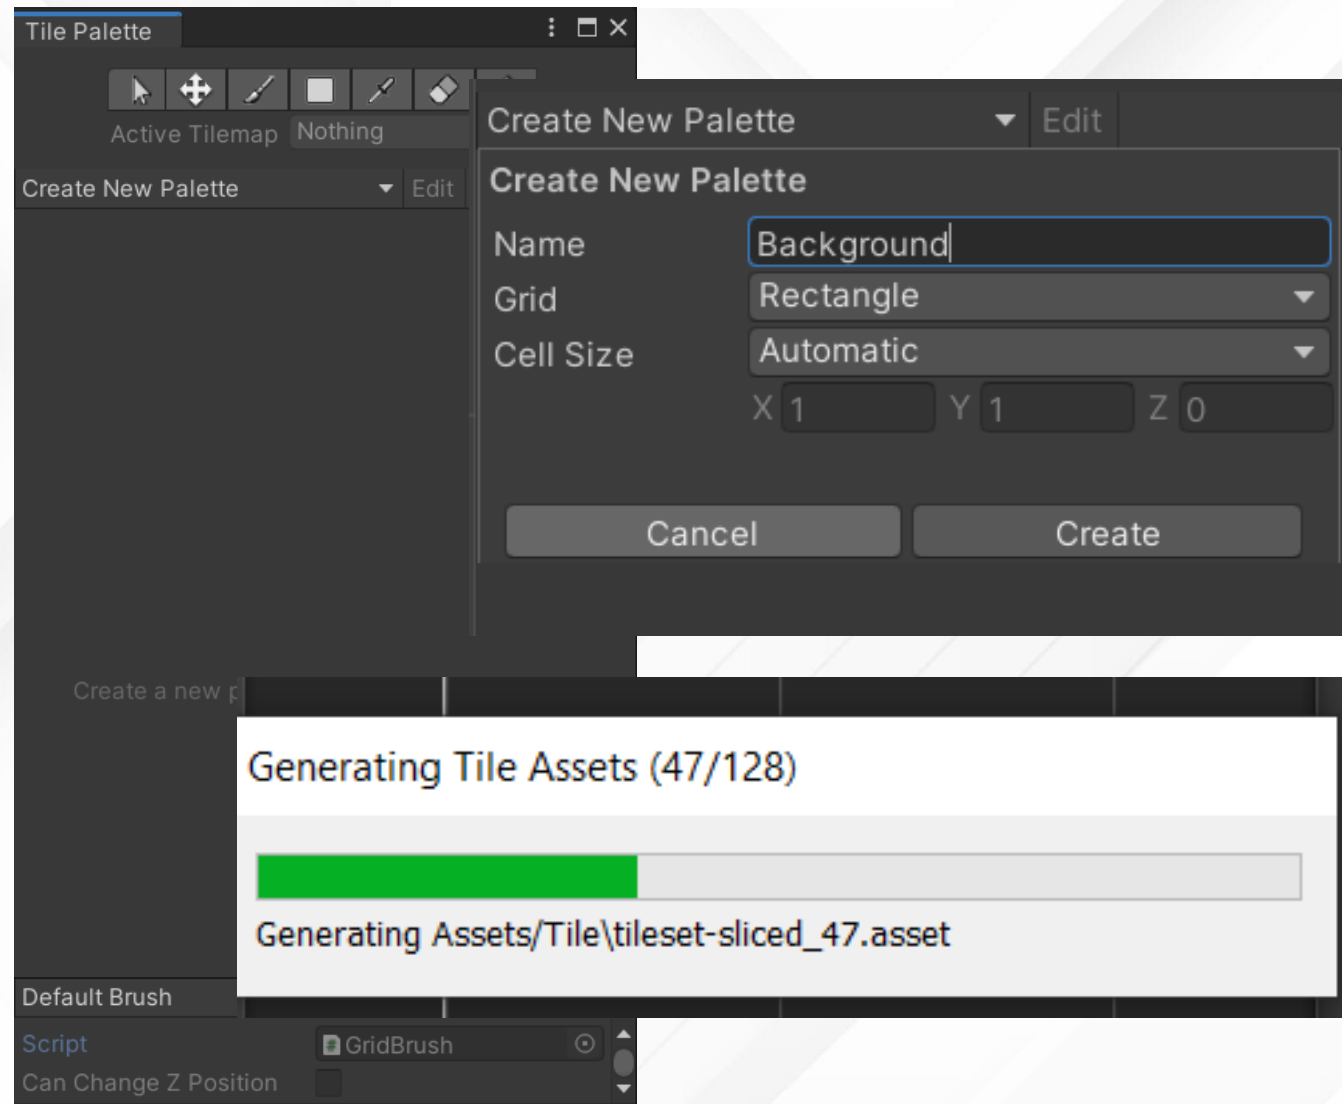 Tile Palette
Active Tilemap Nothing
Create New Palette Edit
Create New Palette Edit
Create New Palette
Name Background
Grid Rectangle
Cell Size Automatic
X 1 Y 1 Z 0
Cancel Create
Create a new
Generating Tile Assets (47/128)
Generating Assets/Tile\tileset-sliced_47.asset
Default Brush
Script GridBrush
Can Change Z Position